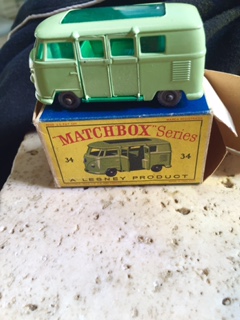 "MATCHBOX" Series
34 34
A LESNEY PRODUCT